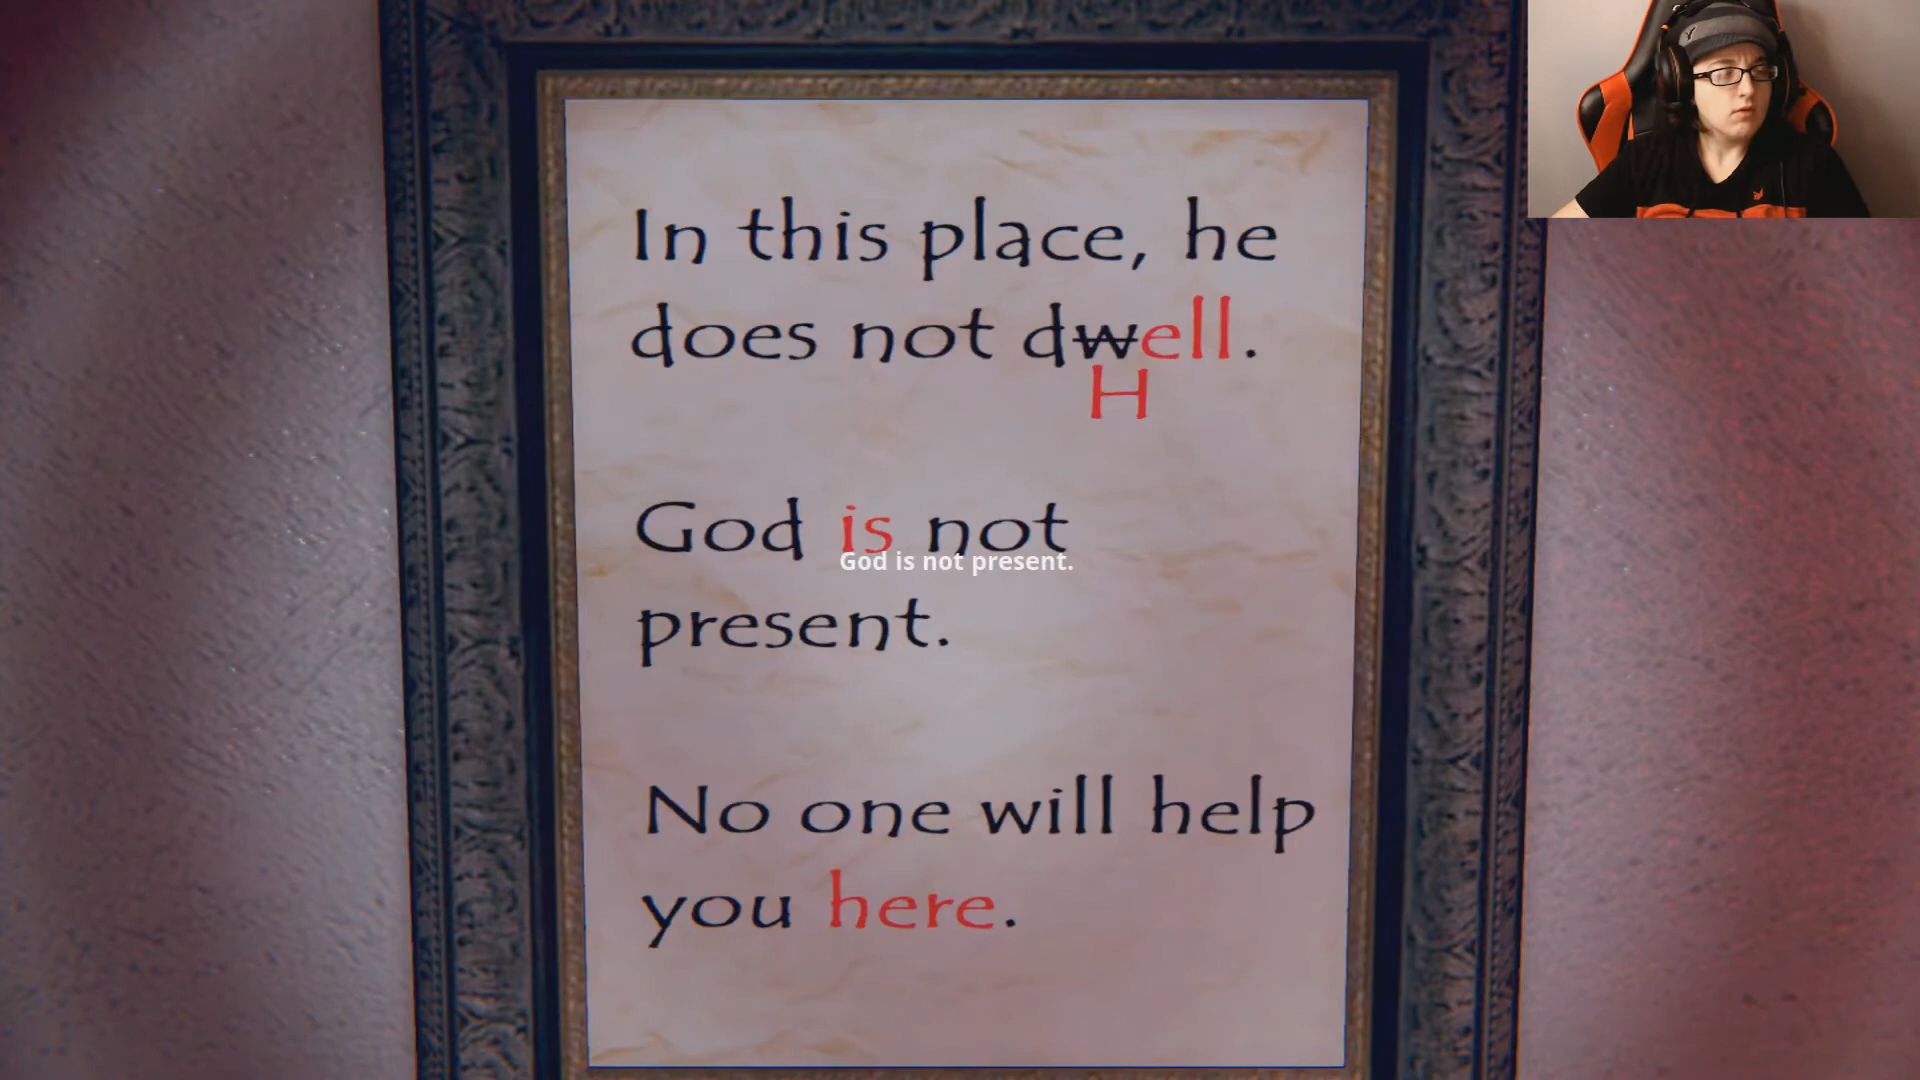 In this place, he
does not dwell.
H
God is not
God is not present.
present.
No one will help
you here.